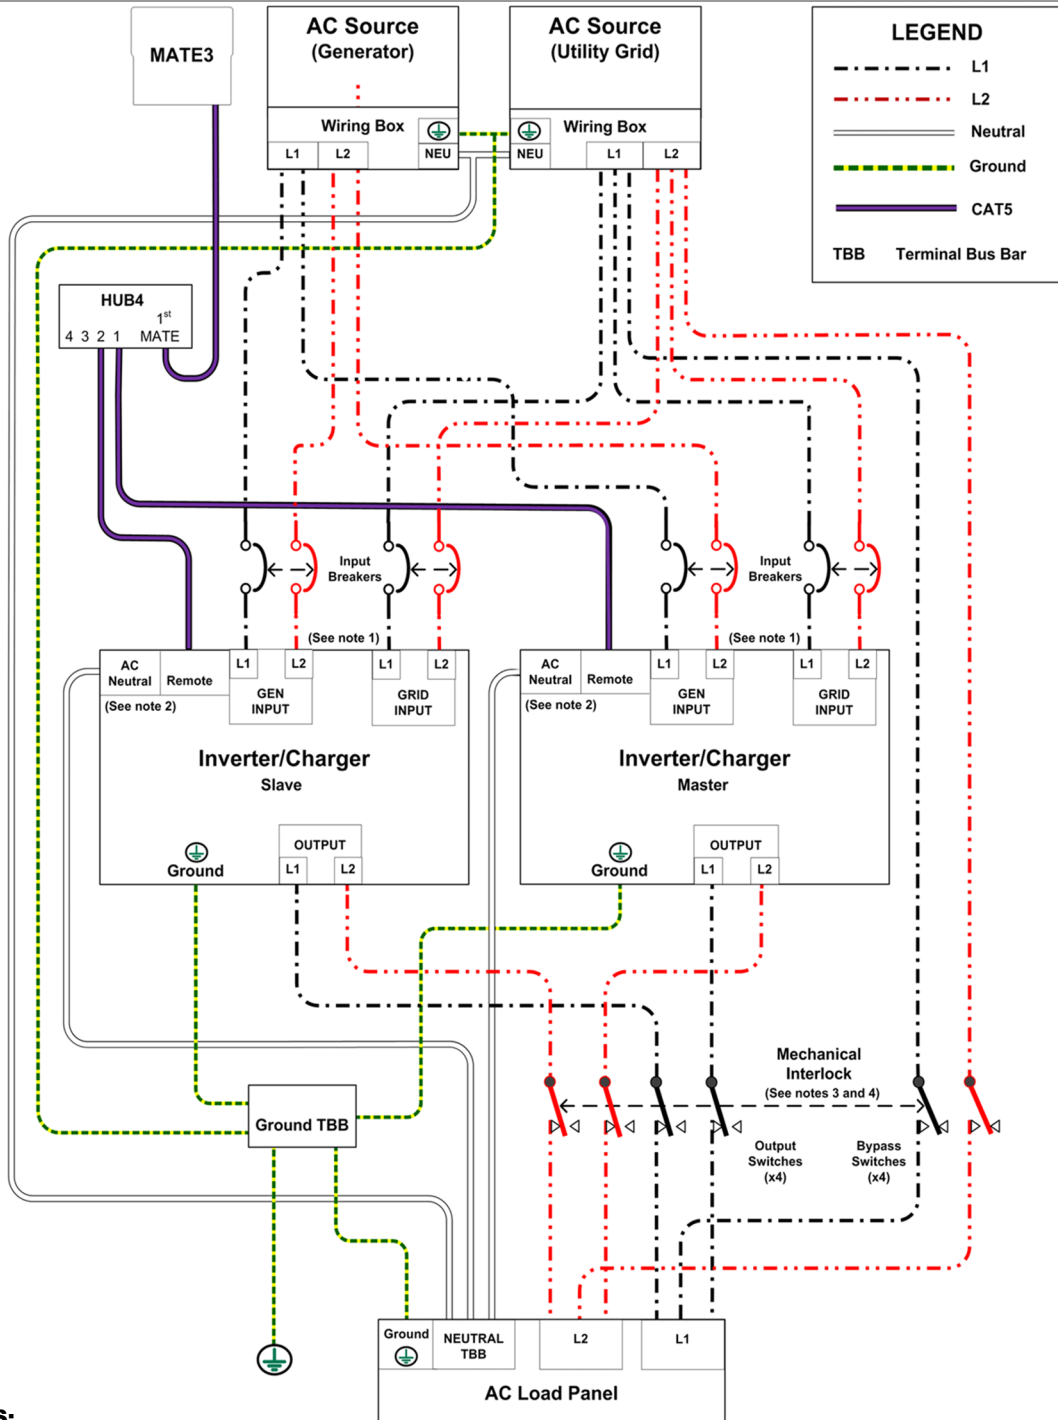 MATE3
AC Source
(Generator)
Wiring Box
L1 L2 NEU
AC Source
(Utility Grid)
Wiring Box
NEU L1 L2
LEGEND
L1
L2
Neutral
Ground
CAT5
TBB Terminal Bus Bar
HUB4
1st
4 3 2 1 MATE
Input
Breakers
(See note 1)
Input
Breakers
(See note 1)
AC
Neutral
Remote
(See note 2)
L1 L2
GEN
INPUT
L1 L2
GRID
INPUT
Inverter/Charger
Slave
OUTPUT
L1 L2
Ground
AC
Neutral
Remote
(See note 2)
L1 L2
GEN
INPUT
L1 L2
GRID
INPUT
Inverter/Charger
Master
OUTPUT
L1 L2
Ground
Mechanical
Interlock
(See notes 3 and 4)
Output
Switches
(x4)
Bypass
Switches
(x4)
Ground TBB
Ground
NEUTRAL
TBB
L2
L1
AC Load Panel